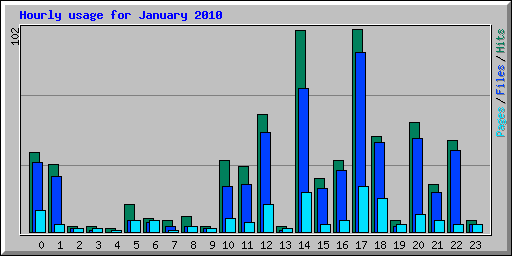 Hourly usage for January 2010
102
Pages / Files / Hits
0 1 2 3 4 5 6 7 8 9 10 11 12 13 14 15 16 17 18 19 20 21 22 23